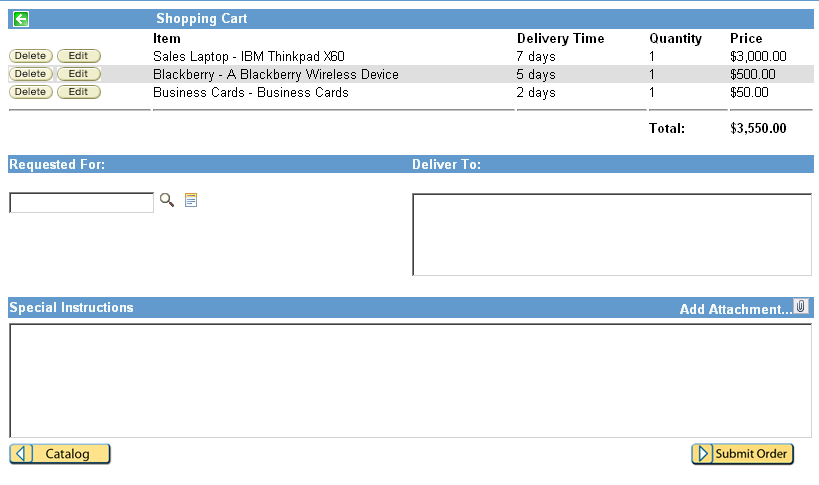 Shopping Cart
Item Delivery Time Quantity Price
Delete Edit Sales Laptop - IBM Thinkpad X60 7 days 1 $3,000.00
Delete Edit Blackberry - A Blackberry Wireless Device 5 days 1 $500.00
Delete Edit Business Cards - Business Cards 2 days 1 $50.00
Total: $3,550.00
Requested For: Deliver To:
Special Instructions Add Attachment...
Catalog Submit Order